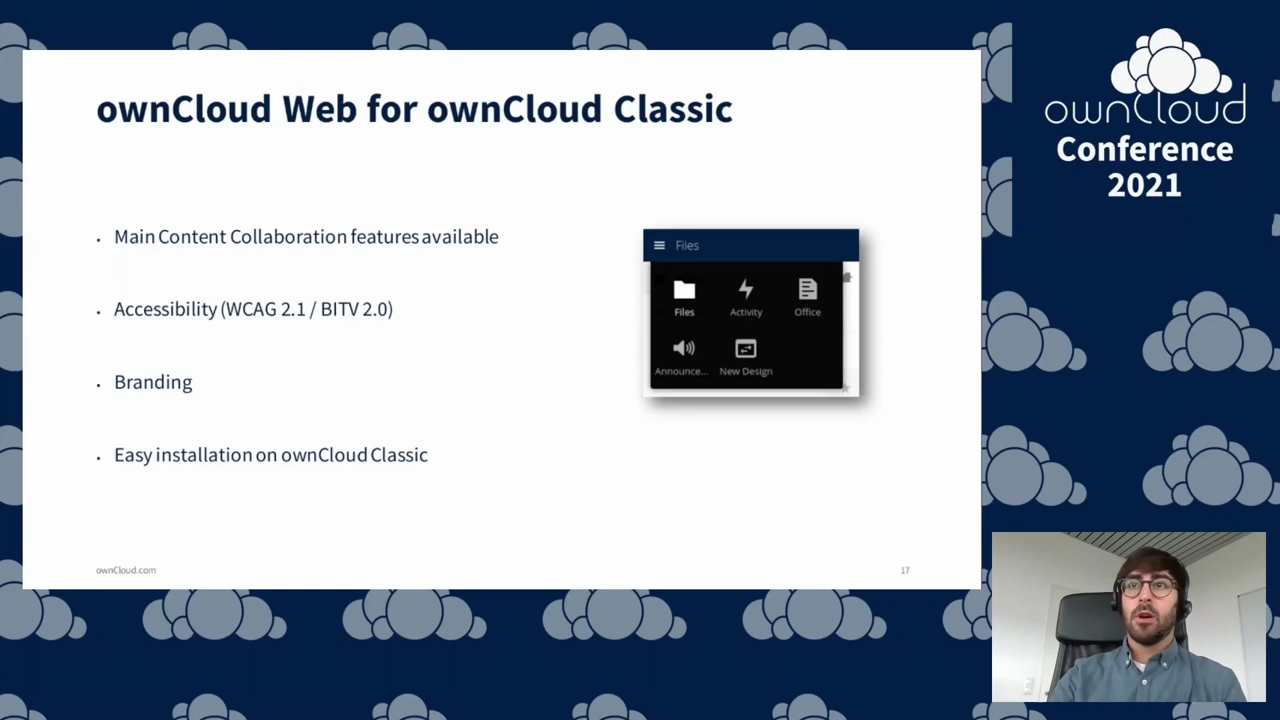 ownCloud Web for ownCloud Classic
• Main Content Collaboration features available
• Accessibility (WCAG 2.1 / BITV 2.0)
• Branding
• Easy installation on ownCloud Classic
Files
Files Activity Office
Announce... New Design
ownCloud.com
17
ownCloud
Conference
2021